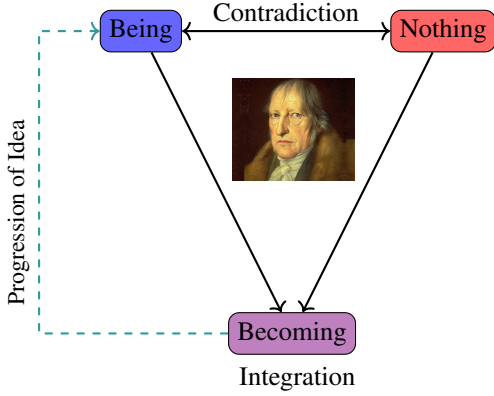 Contradiction
Being
Nothing
Progression of Idea
Becoming
Integration